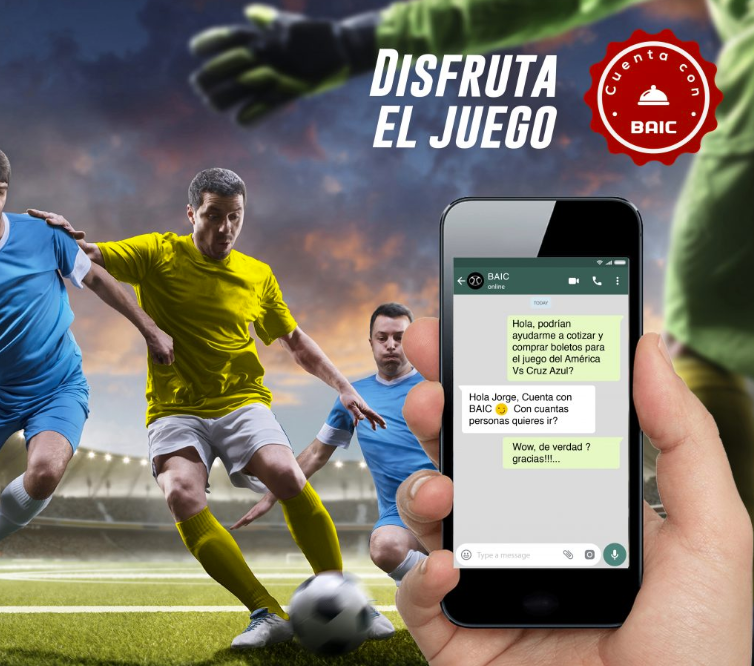 DISFRUTA
EL JUEGO
Cuenta con
BAIC
BAIC
online
TODAY
Hola, podrían
ayudarme a cotizar y
comprar boletos para
el juego del América
Vs Cruz Azul?
Hola Jorge, Cuenta con
BAIC 😏 Con cuantas
personas quieres ir?
Wow, de verdad ?
gracias!!!...
Type a message